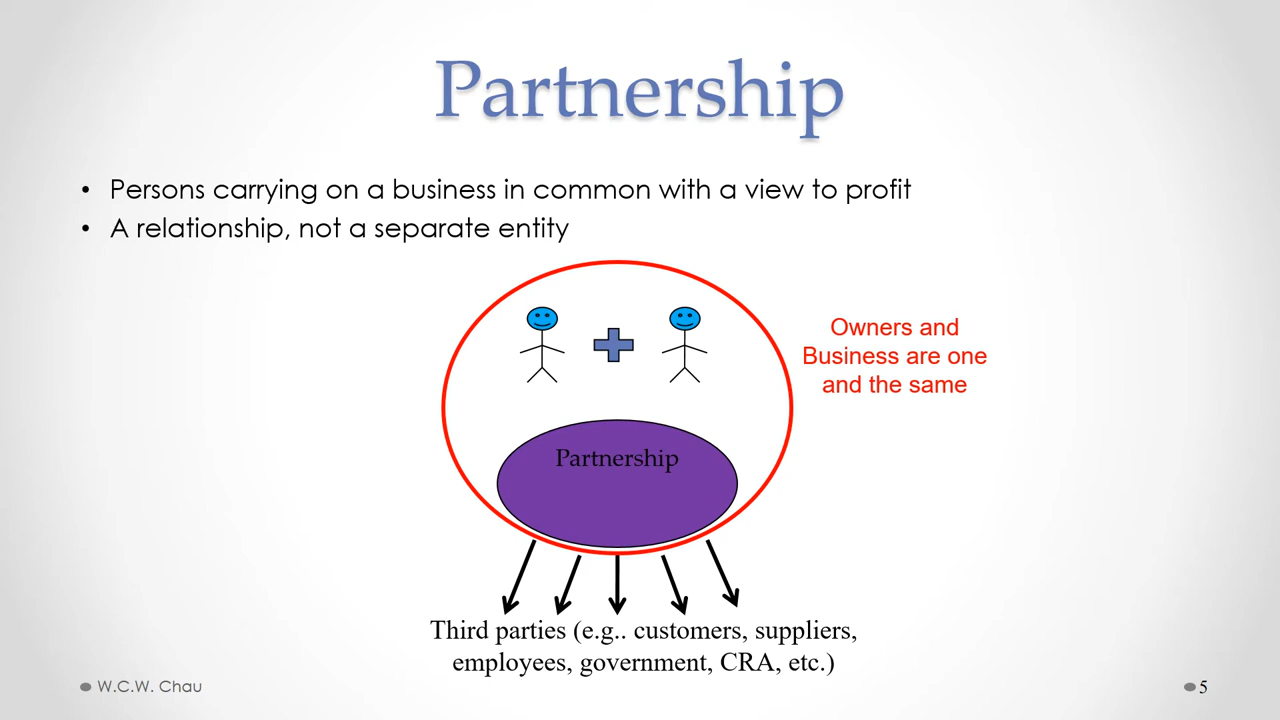 Partnership
• Persons carrying on a business in common with a view to profit
• A relationship, not a separate entity
Owners and
Business are one
and the same
Partnership
Third parties (e.g.. customers, suppliers,
employees, government, CRA, etc.)
W.C.W. Chau
5